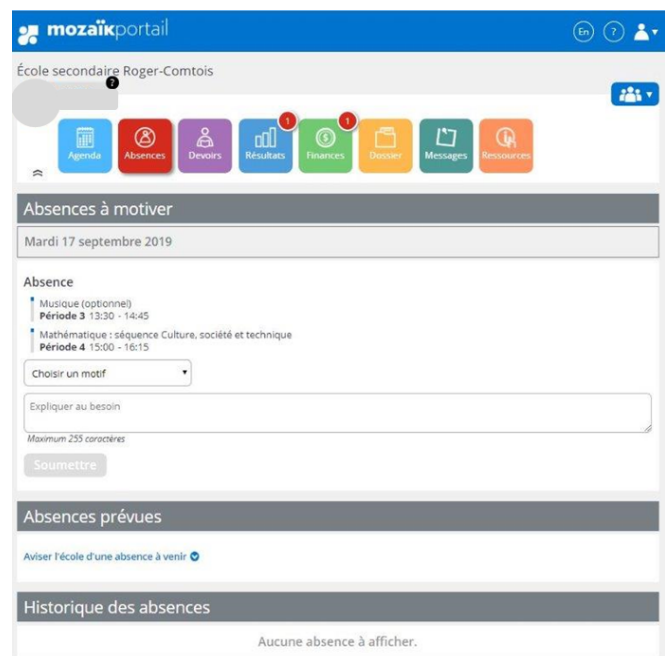 mozaïkportail
En ?
École secondaire Roger-Comtois
?
1 1
Agenda Absences Devoirs Résultats Finances Dossier Messages Ressources
Absences à motiver
Mardi 17 septembre 2019
Absence
Musique (optionnel)
Période 3 13:30 - 14:45
Mathématique : séquence Culture, société et technique
Période 4 15:00 - 16:15
Choisir un motif
Expliquer au besoin
Maximum 255 caractères
Soumettre
Absences prévues
Aviser l'école d'une absence à venir
Historique des absences
Aucune absence à afficher.